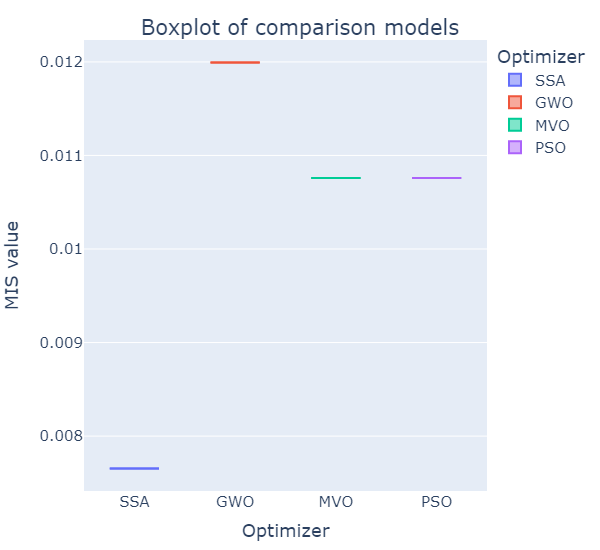 Boxplot of comparison models
0.012
0.011
0.01
0.009
0.008
MIS value
SSA
GWO
MVO
PSO
Optimizer
Optimizer
SSA
GWO
MVO
PSO